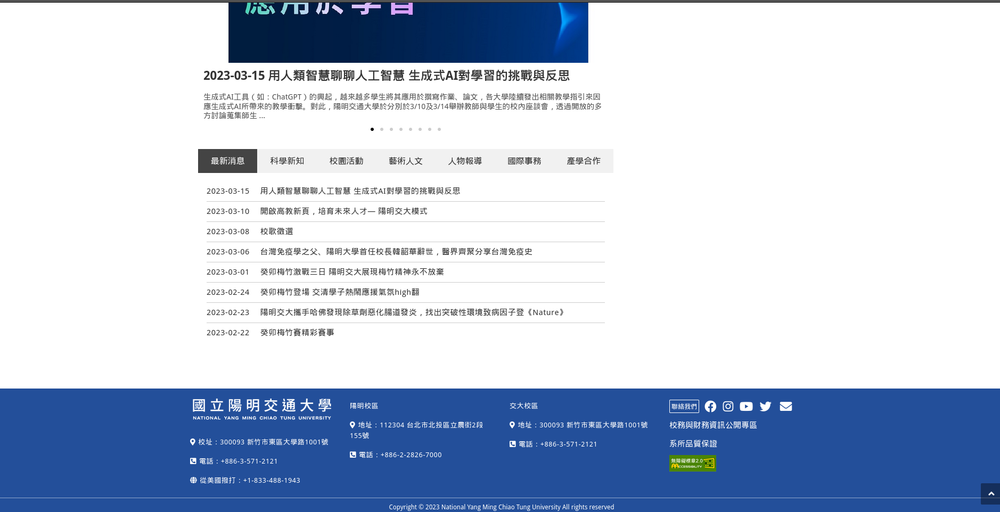 應用於學習
2023-03-15 用人類智慧聊聊人工智慧 生成式AI對學習的挑戰與反思
生成式AI工具（如：ChatGPT）的興起，越來越多學生將其應用於撰寫作業、論文，各大學陸續發出相關教學指引來因
應生成式AI所帶來的教學衝擊。對此，陽明交通大學於分別於3/10及3/14舉辦教師與學生的校內座談會，透過開放的多
方討論蒐集師生 ...
最新消息 科學新知 校園活動 藝術人文 人物報導 國際事務 產學合作
2023-03-15 用人類智慧聊聊人工智慧 生成式AI對學習的挑戰與反思
2023-03-10 開啟高教新頁，培育未來人才— 陽明交大模式
2023-03-08 校歌徵選
2023-03-06 台灣免疫學之父、陽明大學首任校長韓韶華辭世，醫界齊聚分享台灣免疫史
2023-03-01 癸卯梅竹激戰三日 陽明交大展現梅竹精神永不放棄
2023-02-24 癸卯梅竹登場 交清學子熱鬧應援氣氛high翻
2023-02-23 陽明交大攜手哈佛發現除草劑惡化腸道發炎，找出突破性環境致病因子登《Nature》
2023-02-22 癸卯梅竹賽精彩賽事
國立陽明交通大學
NATIONAL YANG MING CHIAO TUNG UNIVERSITY
校址：300093 新竹市東區大學路1001號
電話：+886-3-571-2121
從美國撥打：+1-833-488-1943
陽明校區
地址：112304 台北市北投區立農街2段
155號
電話：+886-2-2826-7000
交大校區
地址：300093 新竹市東區大學路1001號
電話：+886-3-571-2121
聯絡我們
校務與財務資訊公開專區
系所品質保證
無障礙標章2.0
AACCESSIBILITY
Copyright © 2023 National Yang Ming Chiao Tung University All rights reserved